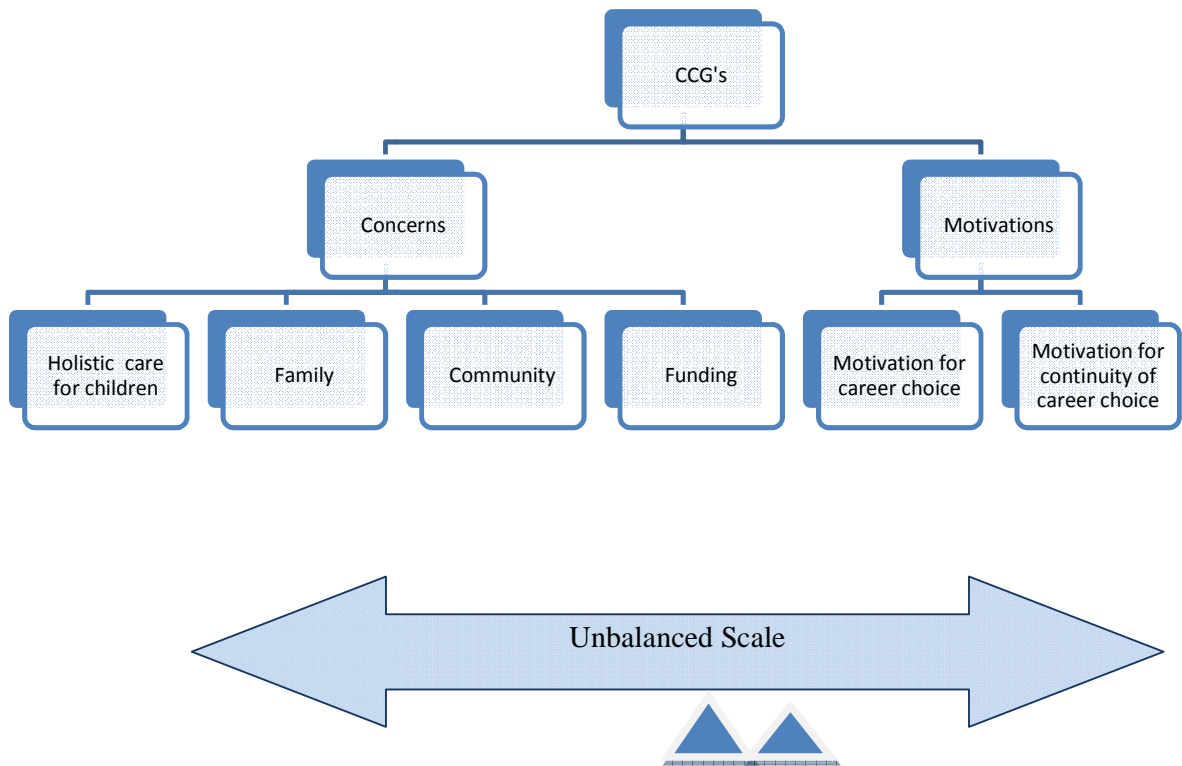 CCG's
Concerns
Motivations
Holistic care
for children
Family
Community
Funding
Motivation for
career choice
Motivation for
continuity of
career choice
Unbalanced Scale